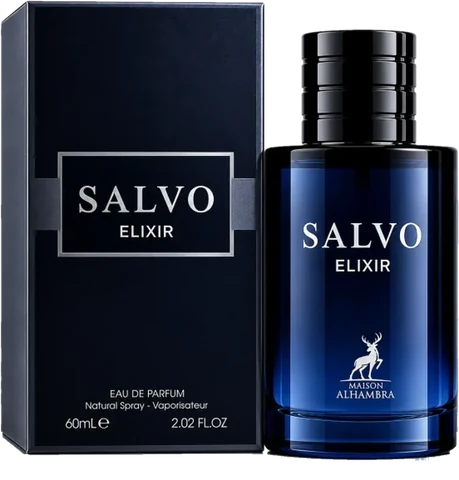 SALVO
ELIXIR
EAU DE PARFUM
Natural Spray - Vaporisateur
60mL℮ 2.02 FL.OZ
SALVO
ELIXIR
MAISON
ALHAMBRA